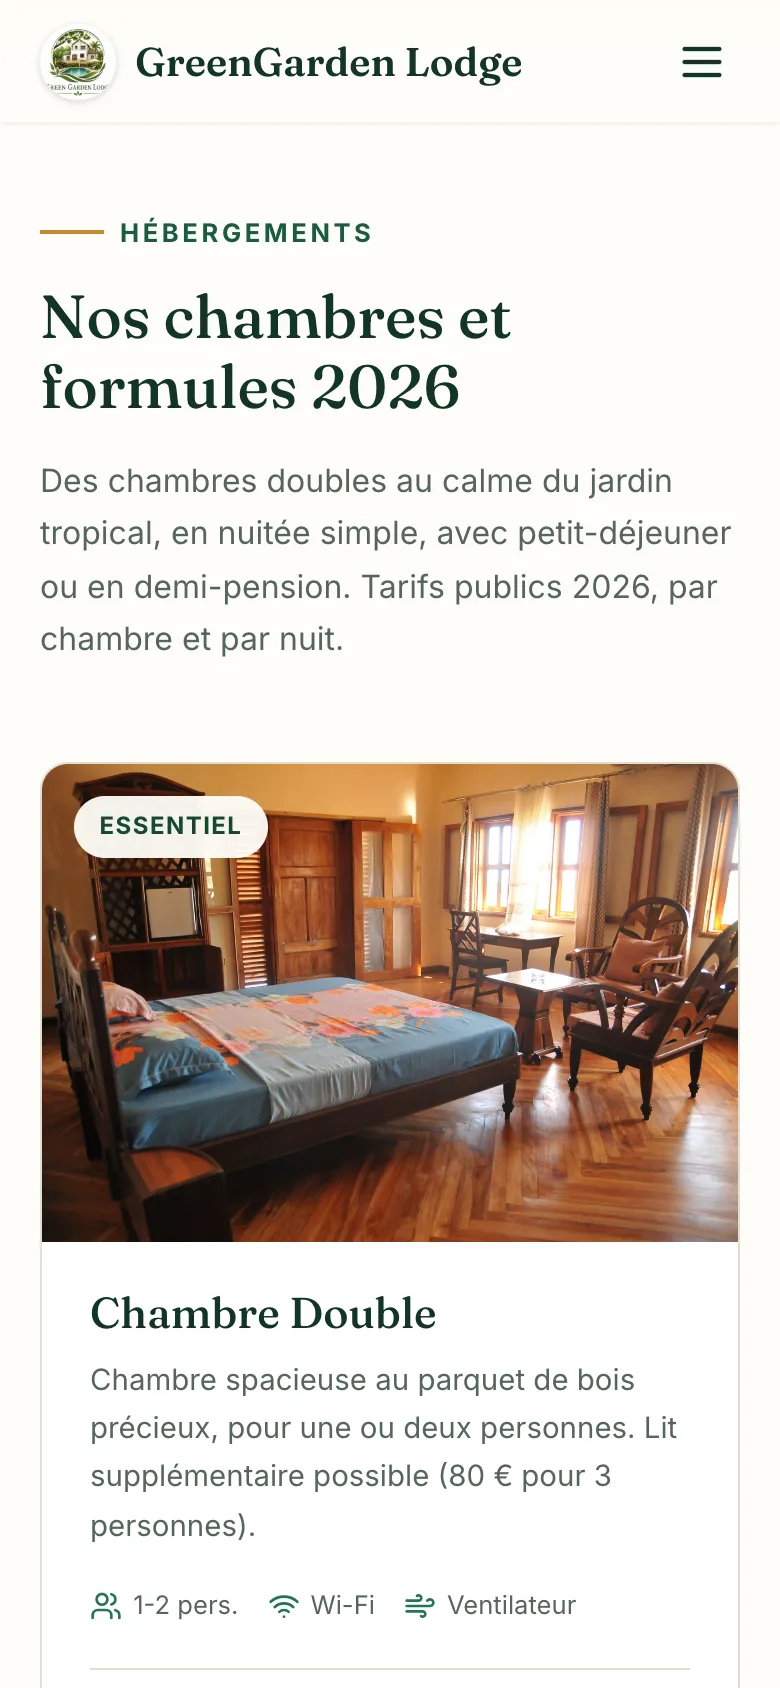 GREEN GARDEN LODG
GreenGarden Lodge
HÉBERGEMENTS
Nos chambres et
formules 2026
Des chambres doubles au calme du jardin
tropical, en nuitée simple, avec petit-déjeuner
ou en demi-pension. Tarifs publics 2026, par
chambre et par nuit.
ESSENTIEL
Chambre Double
Chambre spacieuse au parquet de bois
précieux, pour une ou deux personnes. Lit
supplémentaire possible (80 € pour 3
personnes).
1-2 pers. Wi-Fi Ventilateur